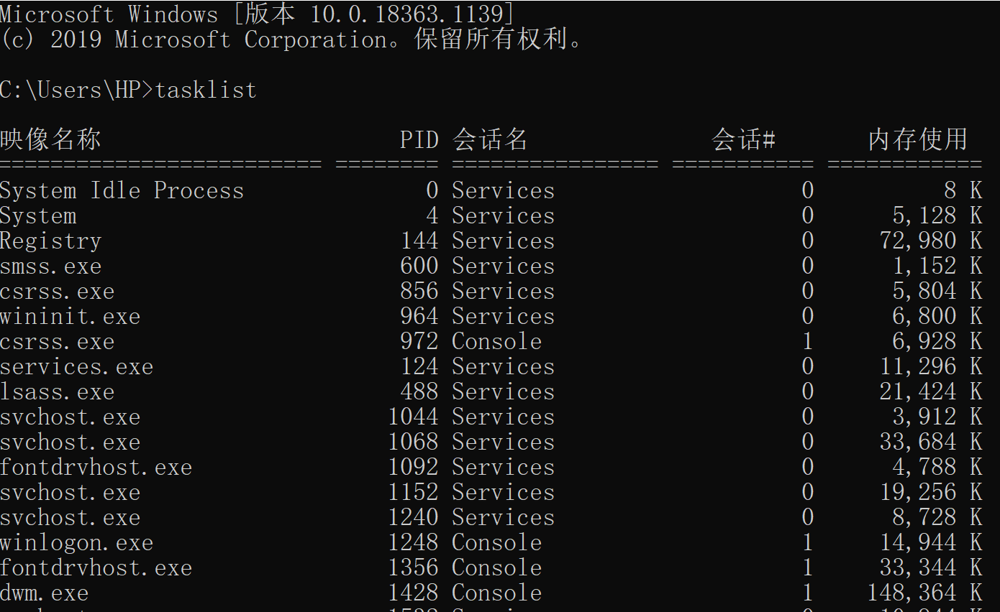 Microsoft Windows [版本 10.0.18363.1139]
(c) 2019 Microsoft Corporation。保留所有权利。
C:\Users\HP>tasklist
映像名称                       PID 会话名              会话#       内存使用
========================= ======== ================ =========== ============
System Idle Process              0 Services                   0          8 K
System                           4 Services                   0      5,128 K
Registry                       144 Services                   0     72,980 K
smss.exe                       600 Services                   0      1,152 K
csrss.exe                      856 Services                   0      5,804 K
wininit.exe                    964 Services                   0      6,800 K
csrss.exe                      972 Console                    1      6,928 K
services.exe                   124 Services                   0     11,296 K
lsass.exe                      488 Services                   0     21,424 K
svchost.exe                   1044 Services                   0      3,912 K
svchost.exe                   1068 Services                   0     33,684 K
fontdrvhost.exe               1092 Services                   0      4,788 K
svchost.exe                   1152 Services                   0     19,256 K
svchost.exe                   1240 Services                   0      8,728 K
winlogon.exe                  1248 Console                    1     14,944 K
fontdrvhost.exe               1356 Console                    1     33,344 K
dwm.exe                       1428 Console                    1    148,364 K